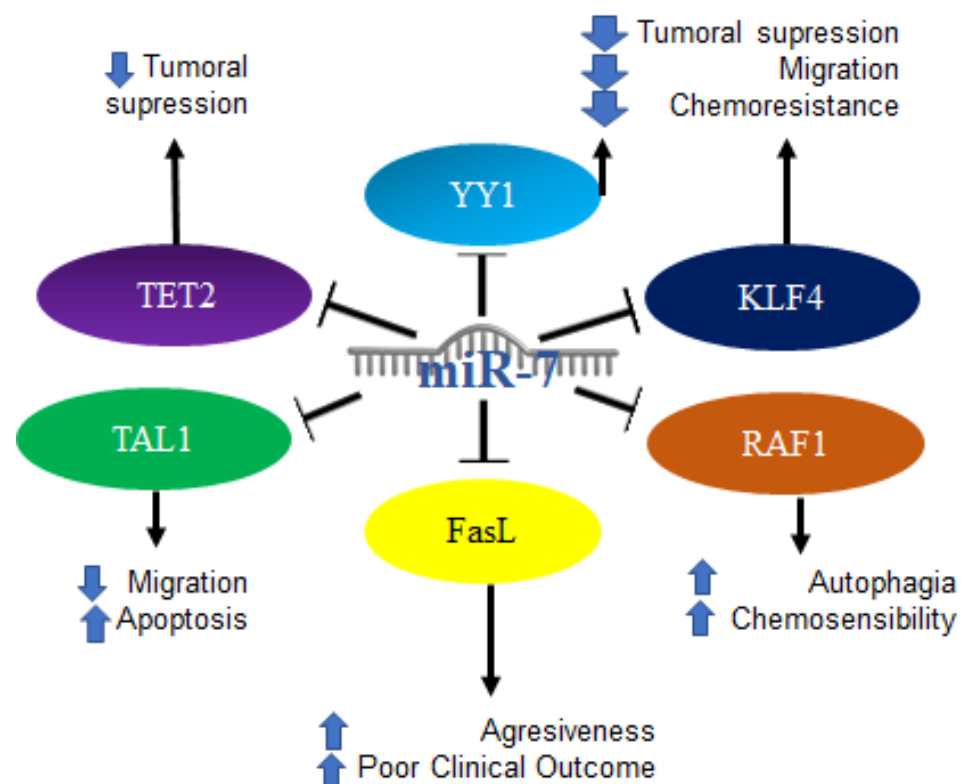 Tumoral supression
Migration
Chemoresistance
Tumoral
supression
YY1
TET2
KLF4
miR-7
TAL1
RAF1
FasL
Migration
Apoptosis
Autophagia
Chemosensibility
Agresiveness
Poor Clinical Outcome